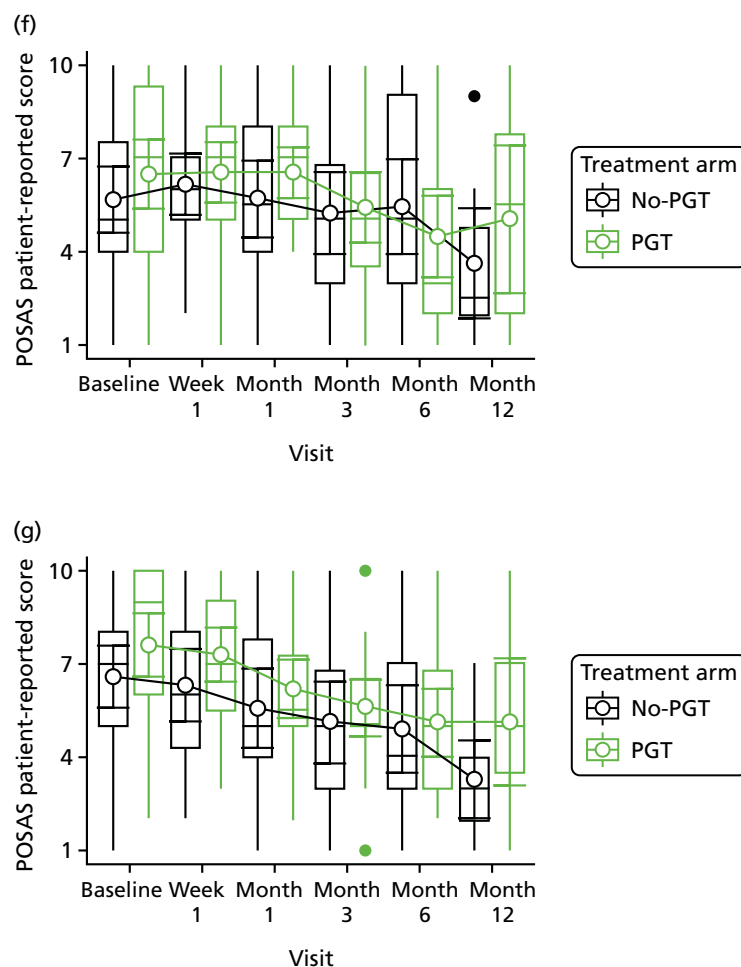 (f)
POSAS patient-reported score
10
7
4
1
Baseline Week 1 Month 1 Month 3 Month 6 Month 12
Visit
Treatment arm
No-PGT
PGT
(g)
POSAS patient-reported score
10
7
4
1
Baseline Week 1 Month 1 Month 3 Month 6 Month 12
Visit
Treatment arm
No-PGT
PGT